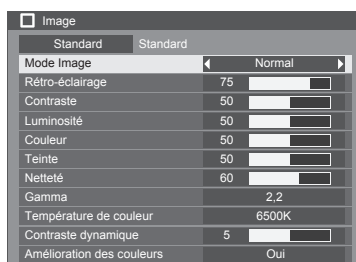 Image
Standard Standard
Mode Image Normal
Rétro-éclairage 75
Contraste 50
Luminosité 50
Couleur 50
Teinte 50
Netteté 60
Gamma 2,2
Température de couleur 6500K
Contraste dynamique 5
Amélioration des couleurs Oui